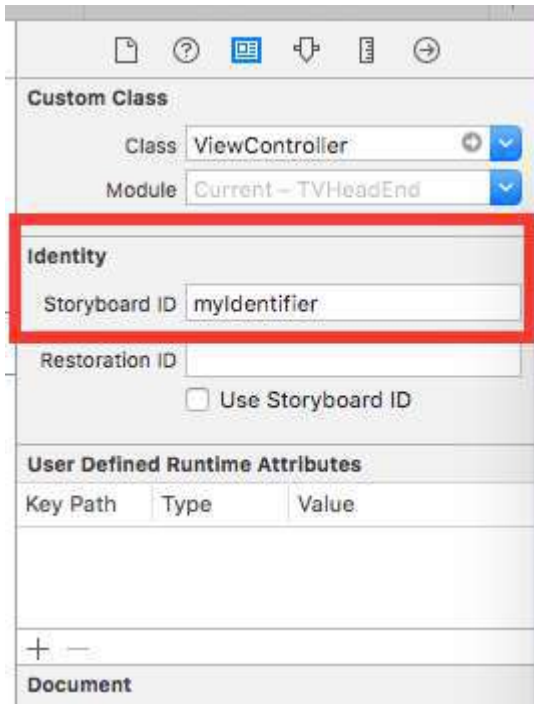 Custom Class
Class ViewController
Module Current – TVHeadEnd
Identity
Storyboard ID myIdentifier
Restoration ID
Use Storyboard ID
User Defined Runtime Attributes
Key Path Type Value
Document